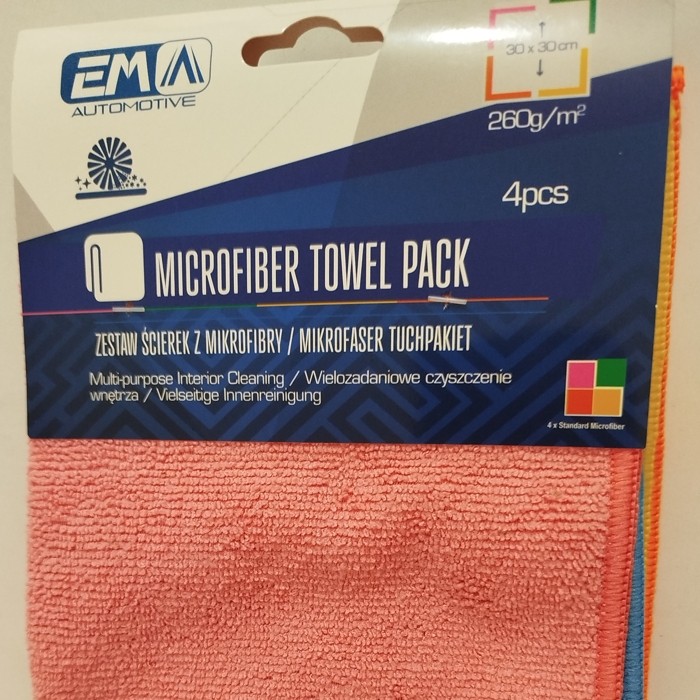 EMA
AUTOMOTIVE
30 x 30 cm
260g/m²
4pcs
MICROFIBER TOWEL PACK
ZESTAW ŚCIEREK Z MIKROFIBRY / MIKROFASER TUCHPAKIET
Multi-purpose Interior Cleaning / Wielozadaniowe czyszczenie
wnętrza / Vielseitige Innenreinigung
4 x Standard Microfiber